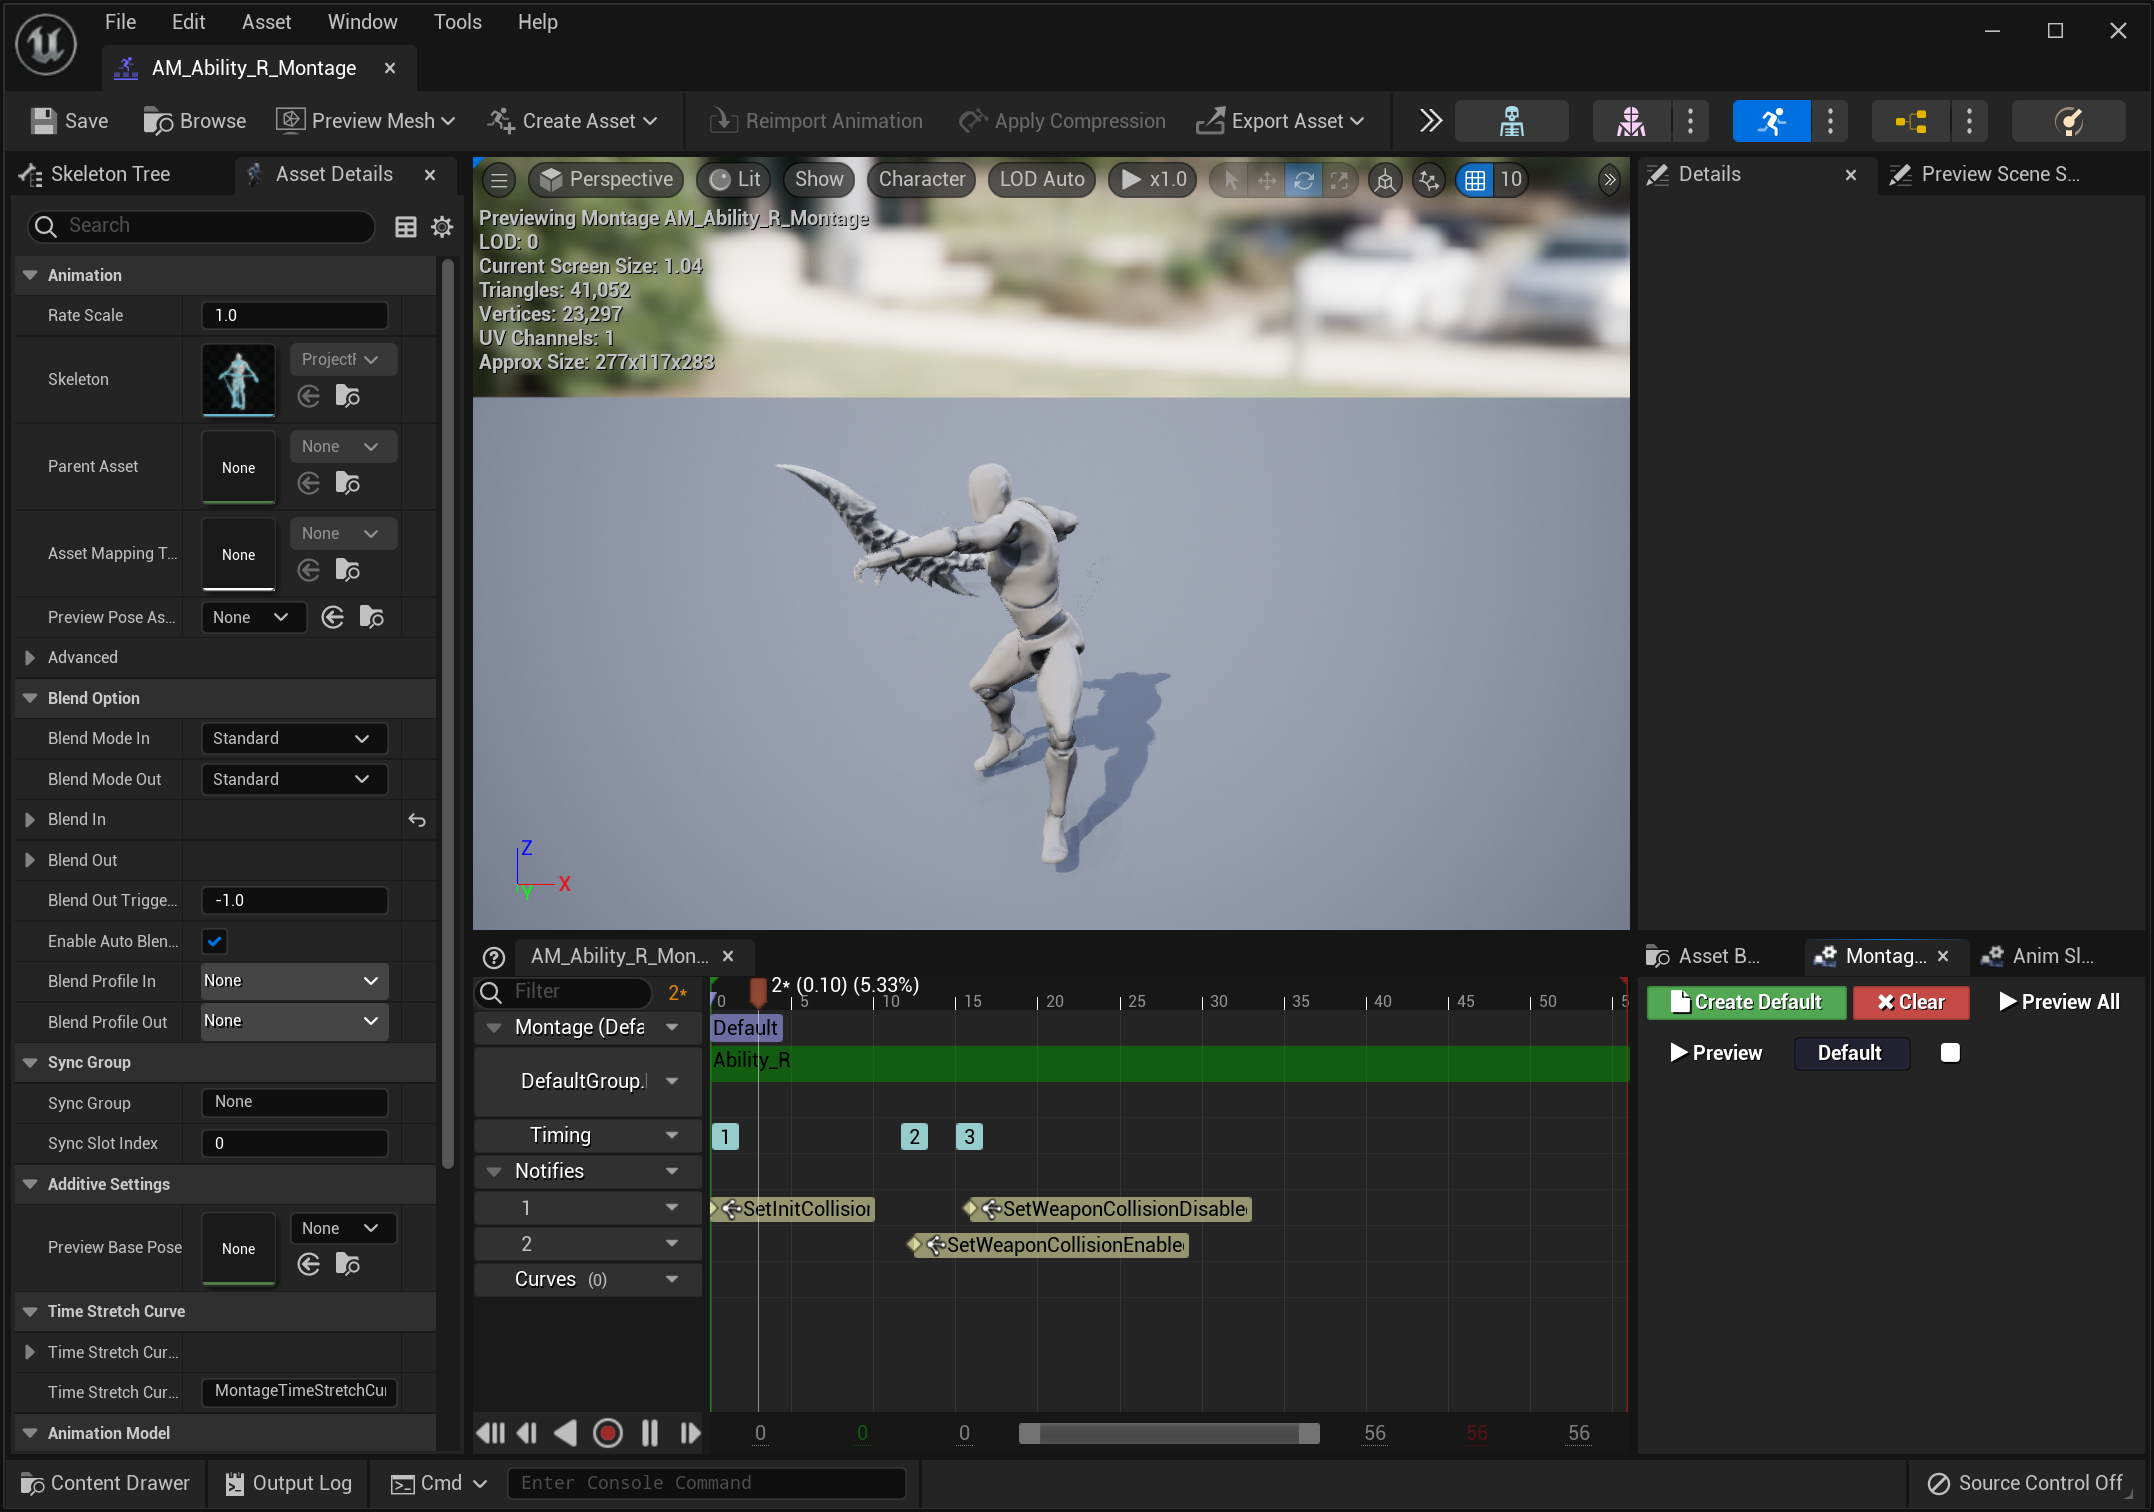 File Edit Asset Window Tools Help
AM_Ability_R_Montage
Save Browse Preview Mesh Create Asset Reimport Animation Apply Compression Export Asset
Skeleton Tree Asset Details
Search
Animation
Rate Scale 1.0
Skeleton
Parent Asset None None
Asset Mapping T... None None
Preview Pose As... None
Advanced
Blend Option
Blend Mode In Standard
Blend Mode Out Standard
Blend In
Blend Out
Blend Out Trigge... -1.0
Enable Auto Blen...
Blend Profile In None
Blend Profile Out None
Sync Group
Sync Group None
Sync Slot Index 0
Additive Settings
Preview Base Pose None None
Time Stretch Curve
Time Stretch Cur...
Time Stretch Cur... MontageTimeStretchCu
Animation Model
Perspective Lit Show Character LOD Auto x1.0 10
Previewing Montage AM_Ability_R_Montage
LOD: 0
Current Screen Size: 1.04
Triangles: 41,052
Vertices: 23,297
UV Channels: 1
Approx Size: 277x117x283
Z
X
Y
AM_Ability_R_Mon...
Filter 2*
2* (0.10) (5.33%)
0 5 10 15 20 25 30 35 40 45 50 5
Montage (Defa Default
Ability_R
DefaultGroup.
Timing 1 2 3
Notifies
1 SetInitCollision SetWeaponCollisionDisable
2 SetWeaponCollisionEnable
Curves (0)
0 0 0 56 56 56
Details Preview Scene S...
Asset B... Montag... Anim Sl...
Create Default Clear Preview All
Preview Default
Content Drawer Output Log Cmd Enter Console Command Source Control Off